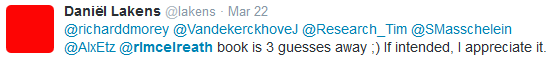 Daniël Lakens @lakens · Mar 22
@richarddmorey @VandekerckhoveJ @Research_Tim @SMasschelein
@AlxEtz @rlmcelreath book is 3 guesses away ;) If intended, I appreciate it.